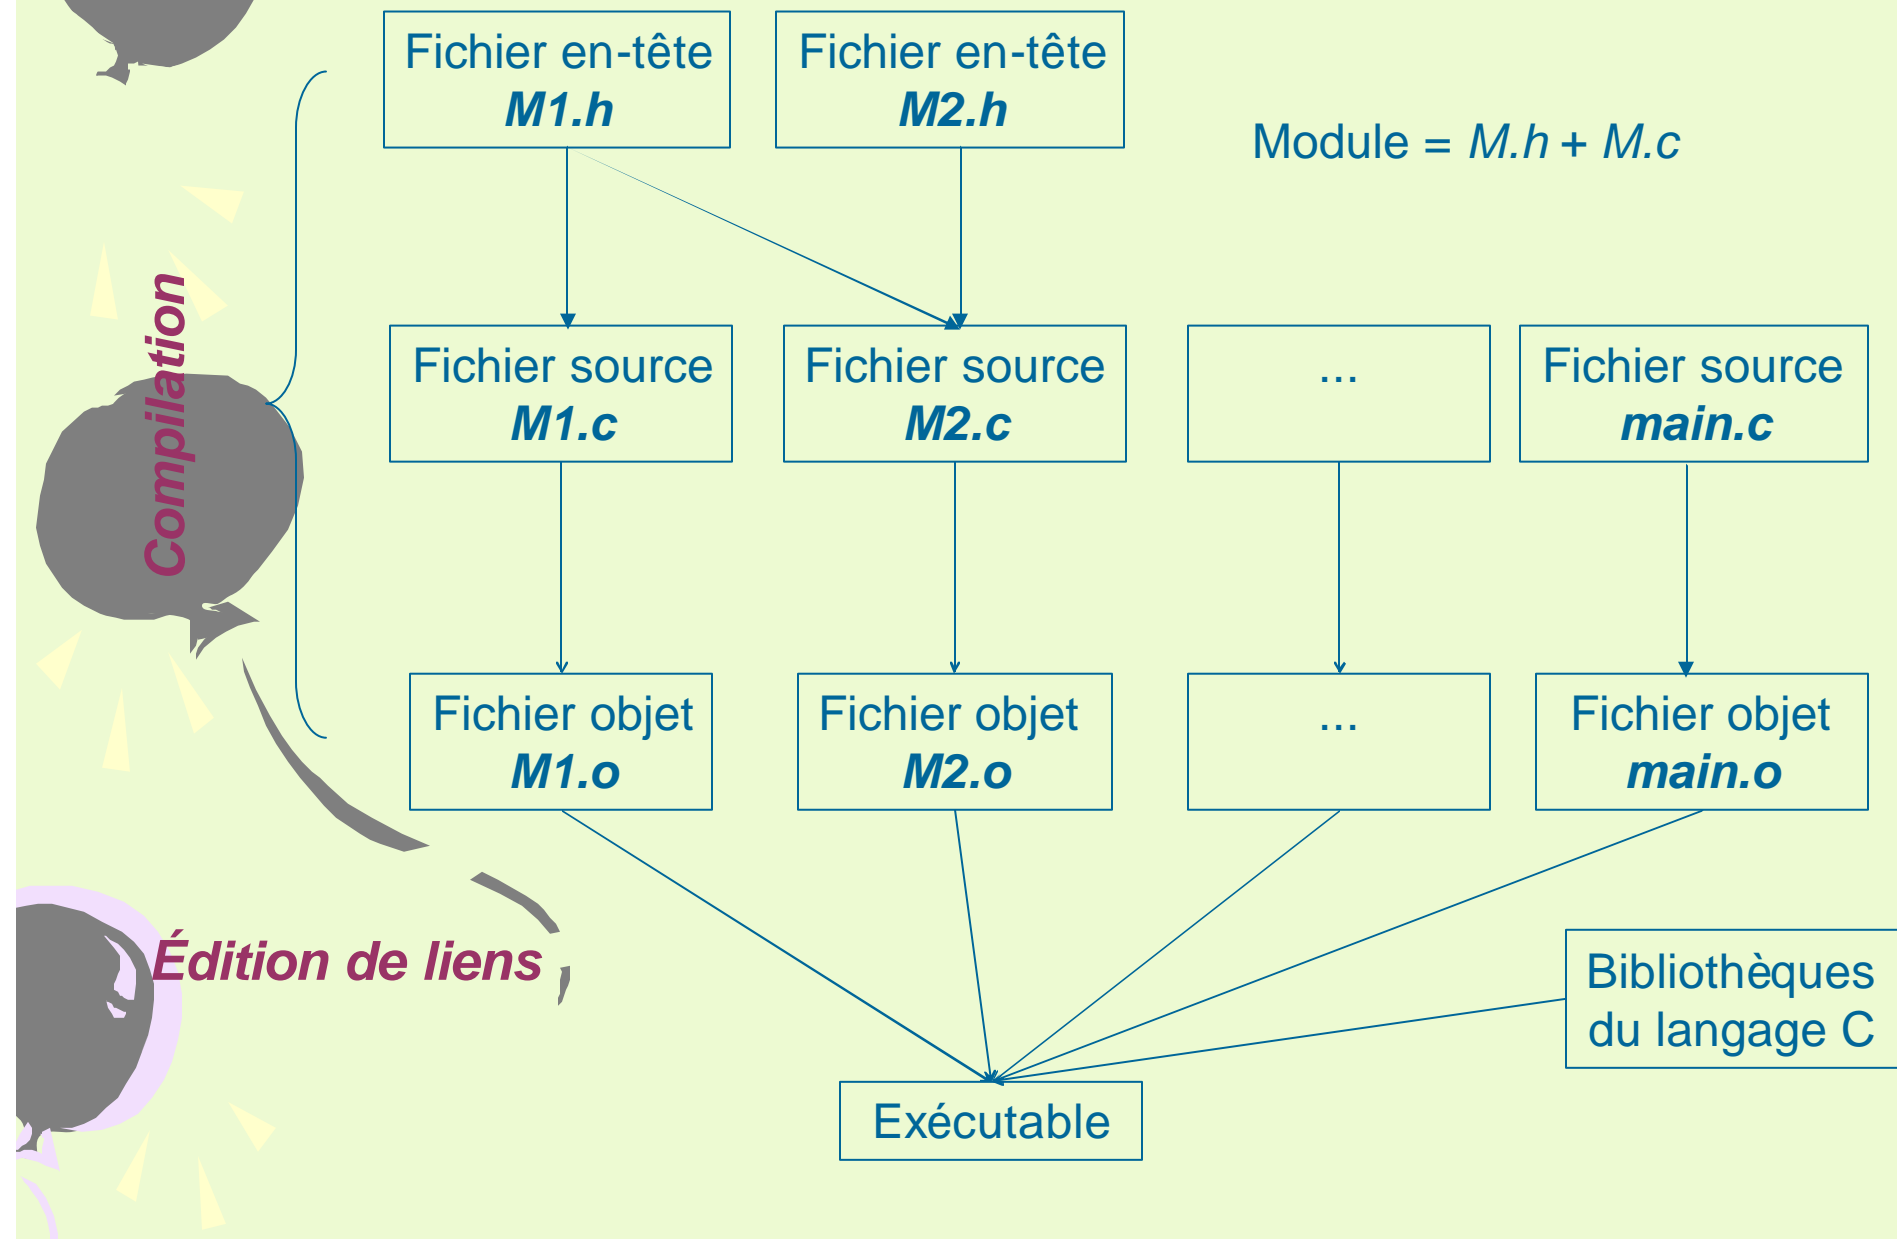 Fichier en-tête
M1.h
Fichier en-tête
M2.h
Module = M.h + M.c
Compilation
Fichier source
M1.c
Fichier source
M2.c
...
Fichier source
main.c
Fichier objet
M1.o
Fichier objet
M2.o
...
Fichier objet
main.o
Édition de liens
Bibliothèques
du langage C
Exécutable